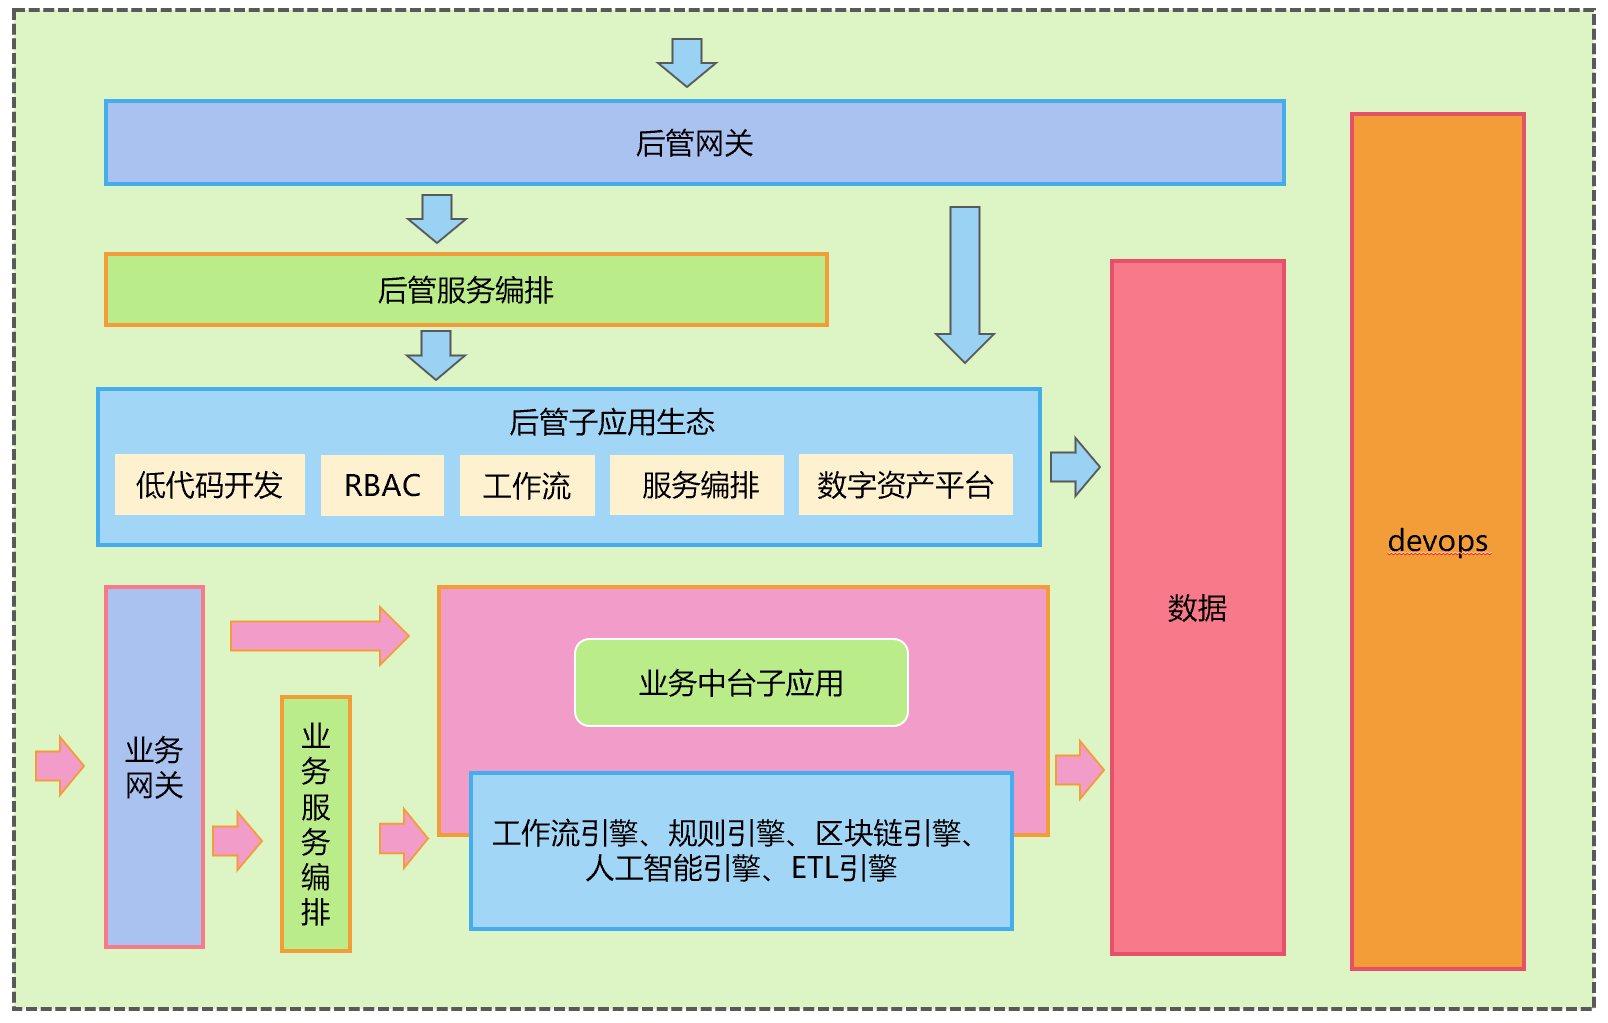 后管网关
后管服务编排
后管子应用生态
低代码开发
RBAC
工作流
服务编排
数字资产平台
业务
网关
业
务
服
务
编
排
业务中台子应用
工作流引擎、规则引擎、区块链引擎、
人工智能引擎、ETL引擎
数据
devops